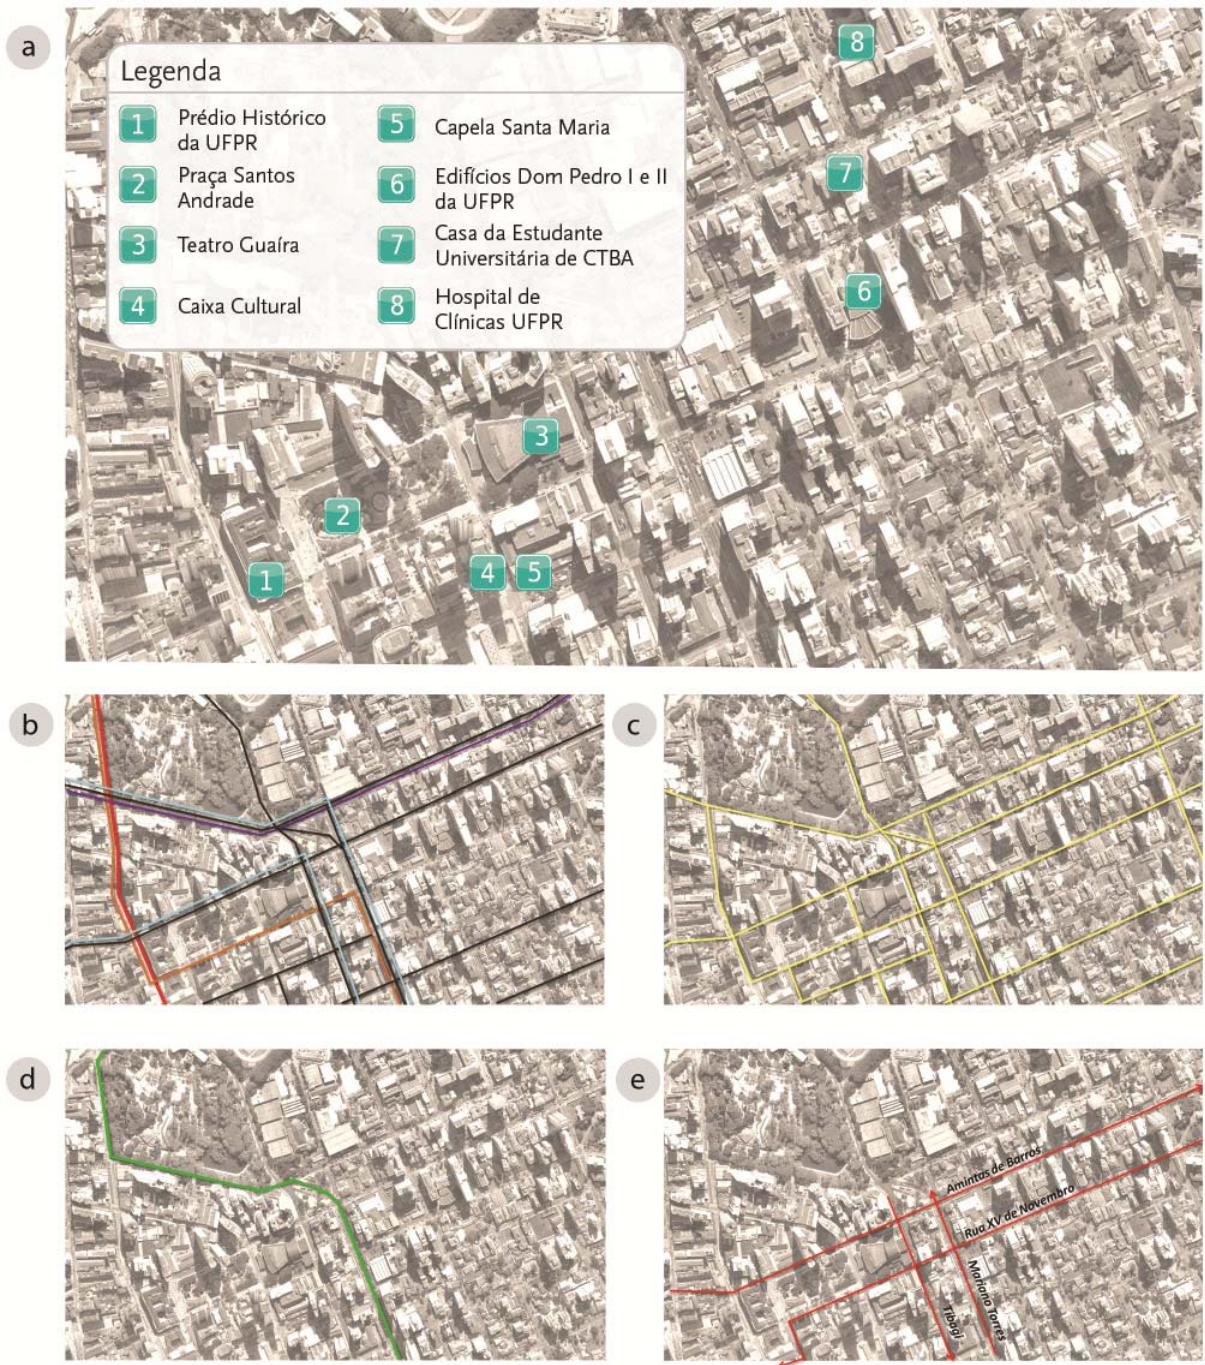 a
Legenda
1 Prédio Histórico
da UFPR
2 Praça Santos
Andrade
3 Teatro Guaíra
4 Caixa Cultural
5 Capela Santa Maria
6 Edifícios Dom Pedro I e II
da UFPR
7 Casa da Estudante
Universitária de CTBA
8 Hospital de
Clínicas UFPR
8
7
6
3
2
4
5
1
b
c
d
e
Amintas de Barros
Rua XV de Novembro
Mariano Torres
Tibagi